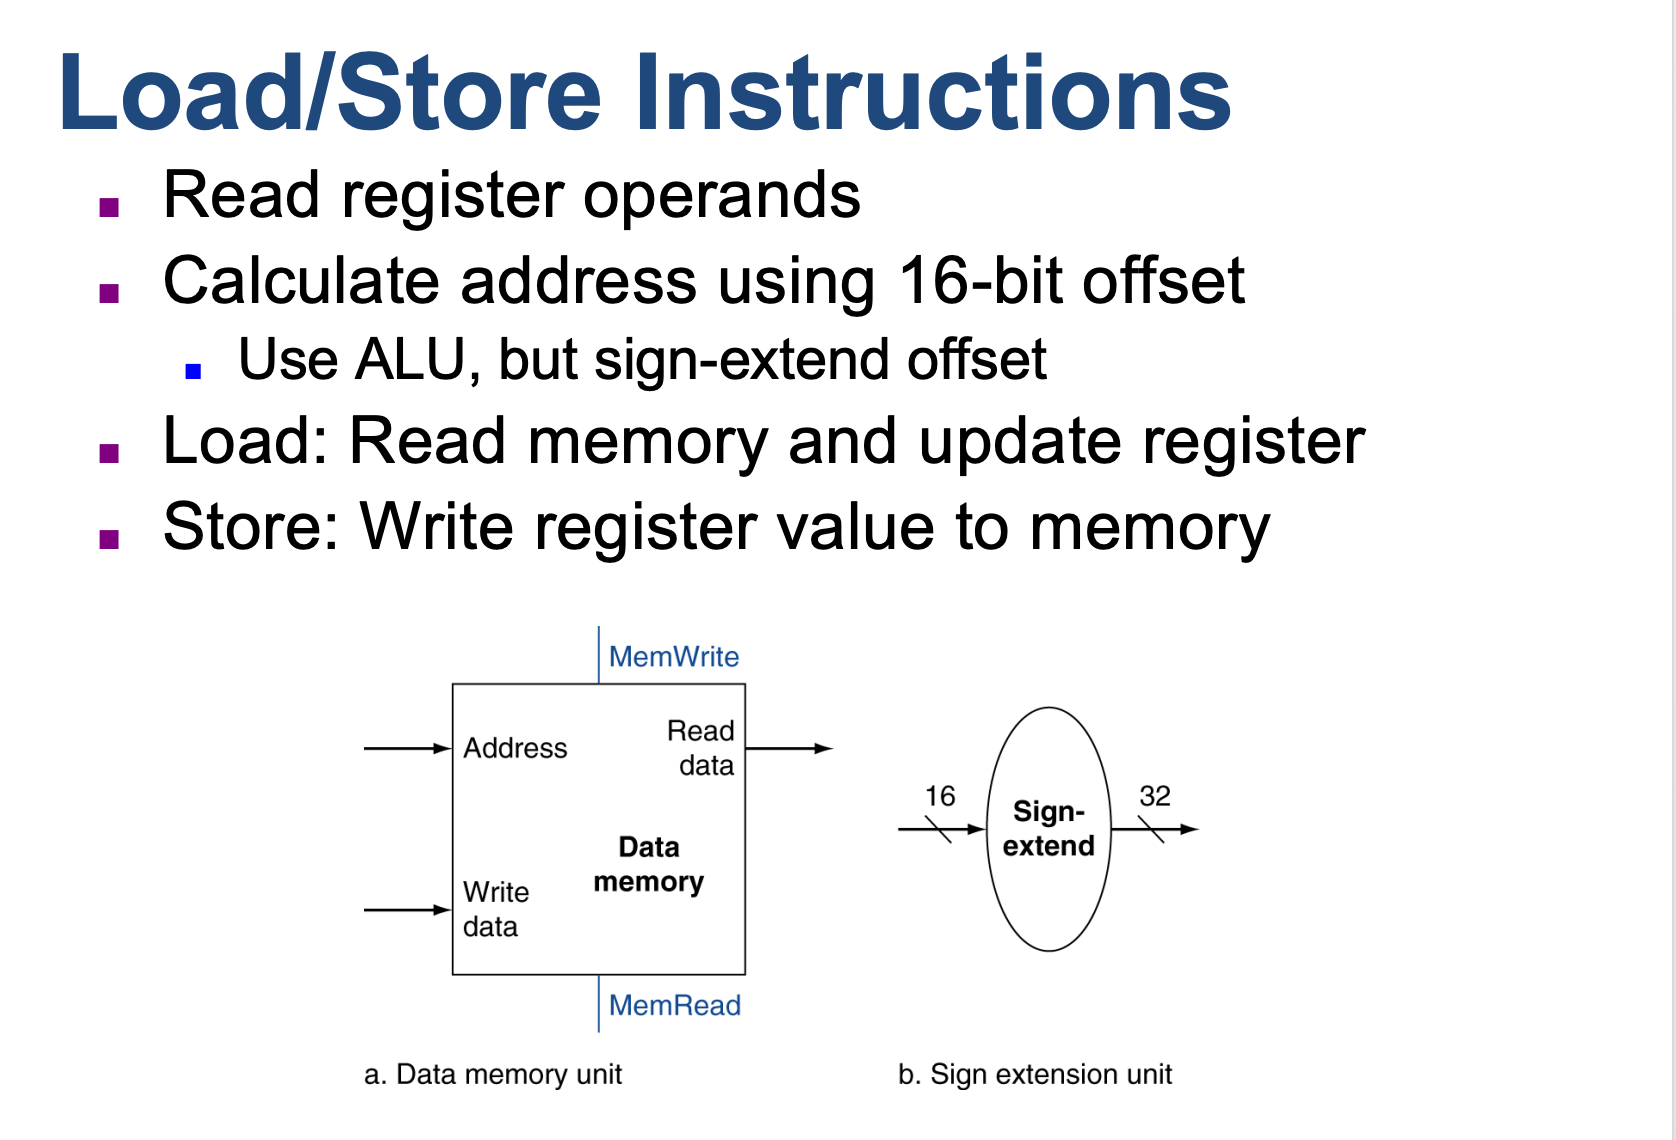 Load/Store Instructions
Read register operands
Calculate address using 16-bit offset
Use ALU, but sign-extend offset
Load: Read memory and update register
Store: Write register value to memory
MemWrite
Address
Read
data
Data
memory
Write
data
MemRead
a. Data memory unit
16
Sign-
extend
32
b. Sign extension unit